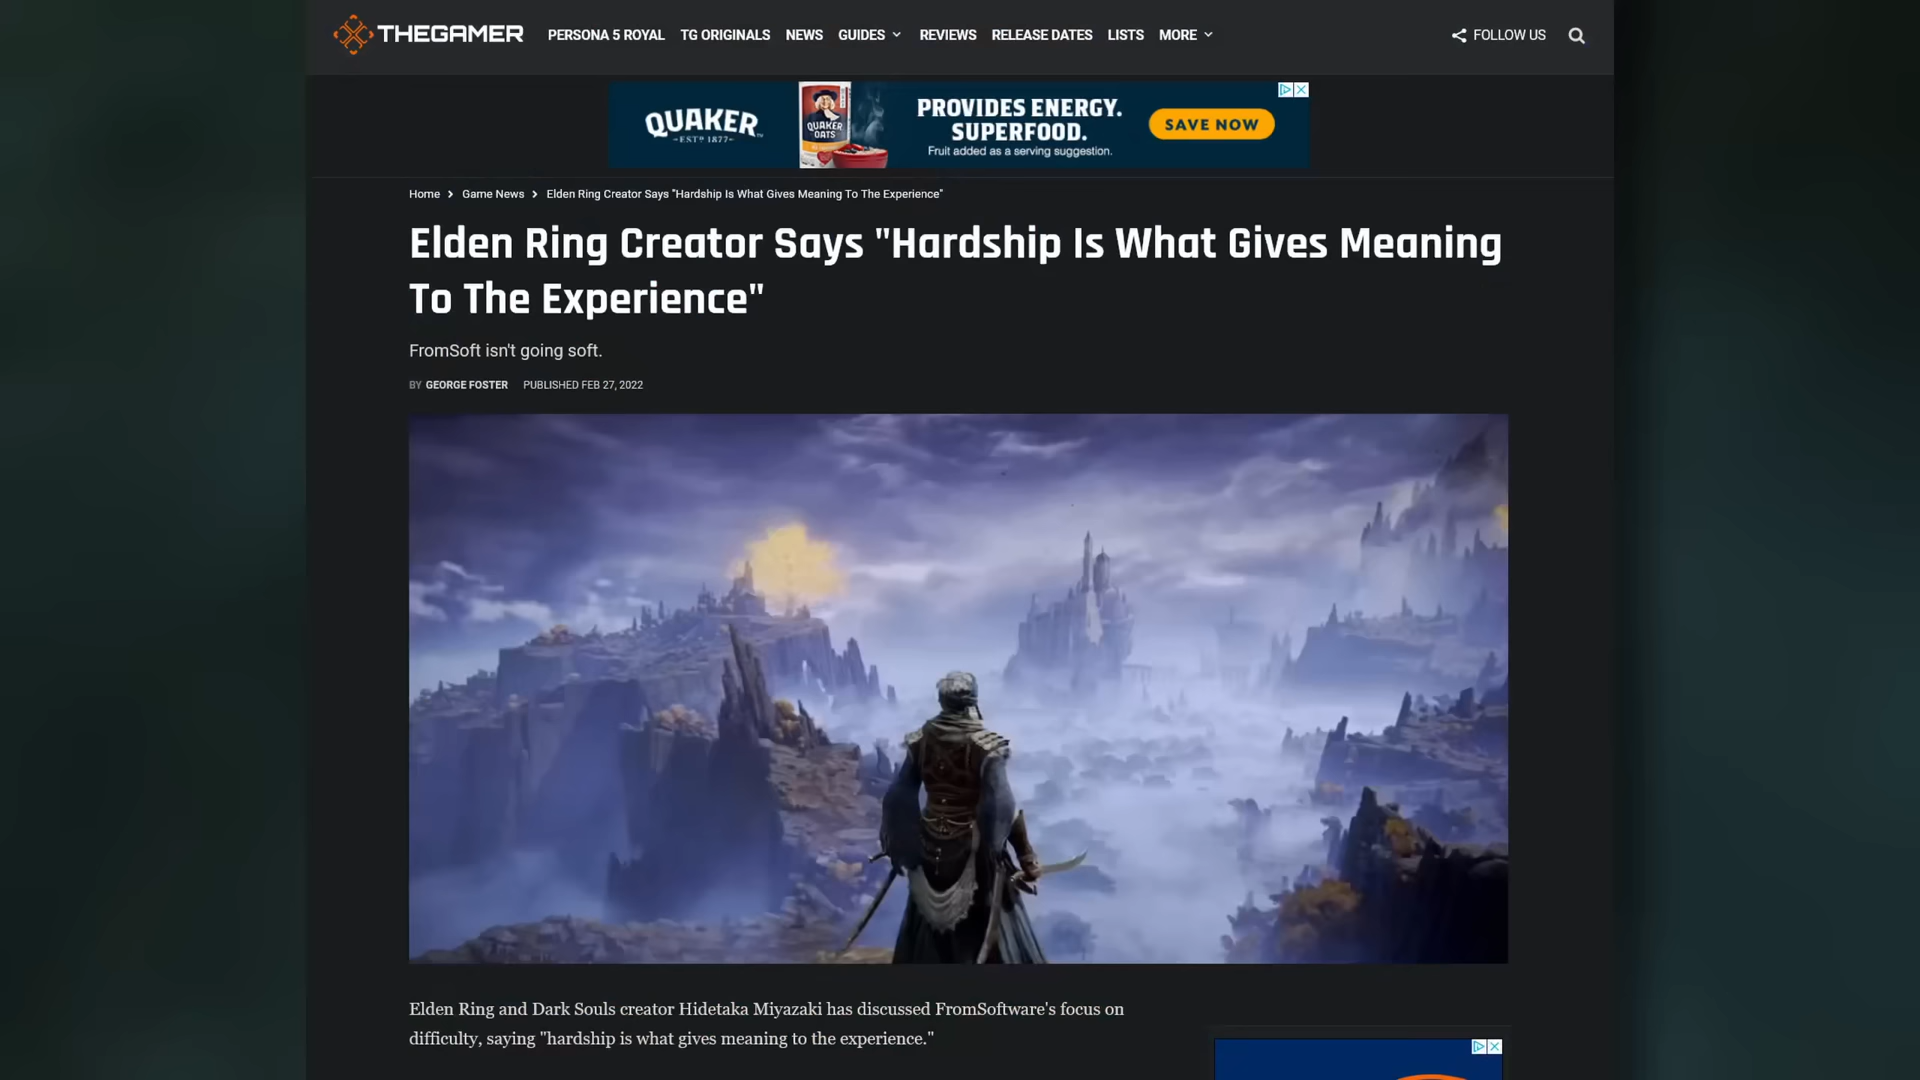 THEGAMER
PERSONA 5 ROYAL TG ORIGINALS NEWS GUIDES REVIEWS RELEASE DATES LISTS MORE FOLLOW US
QUAKER
EST? 1877
QUAKER
OATS
PROVIDES ENERGY.
SUPERFOOD.
Fruit added as a serving suggestion.
SAVE NOW
Home > Game News > Elden Ring Creator Says "Hardship Is What Gives Meaning To The Experience"
Elden Ring Creator Says "Hardship Is What Gives Meaning
To The Experience"
FromSoft isn't going soft.
BY GEORGE FOSTER PUBLISHED FEB 27, 2022
Elden Ring and Dark Souls creator Hidetaka Miyazaki has discussed FromSoftware's focus on
difficulty, saying "hardship is what gives meaning to the experience."